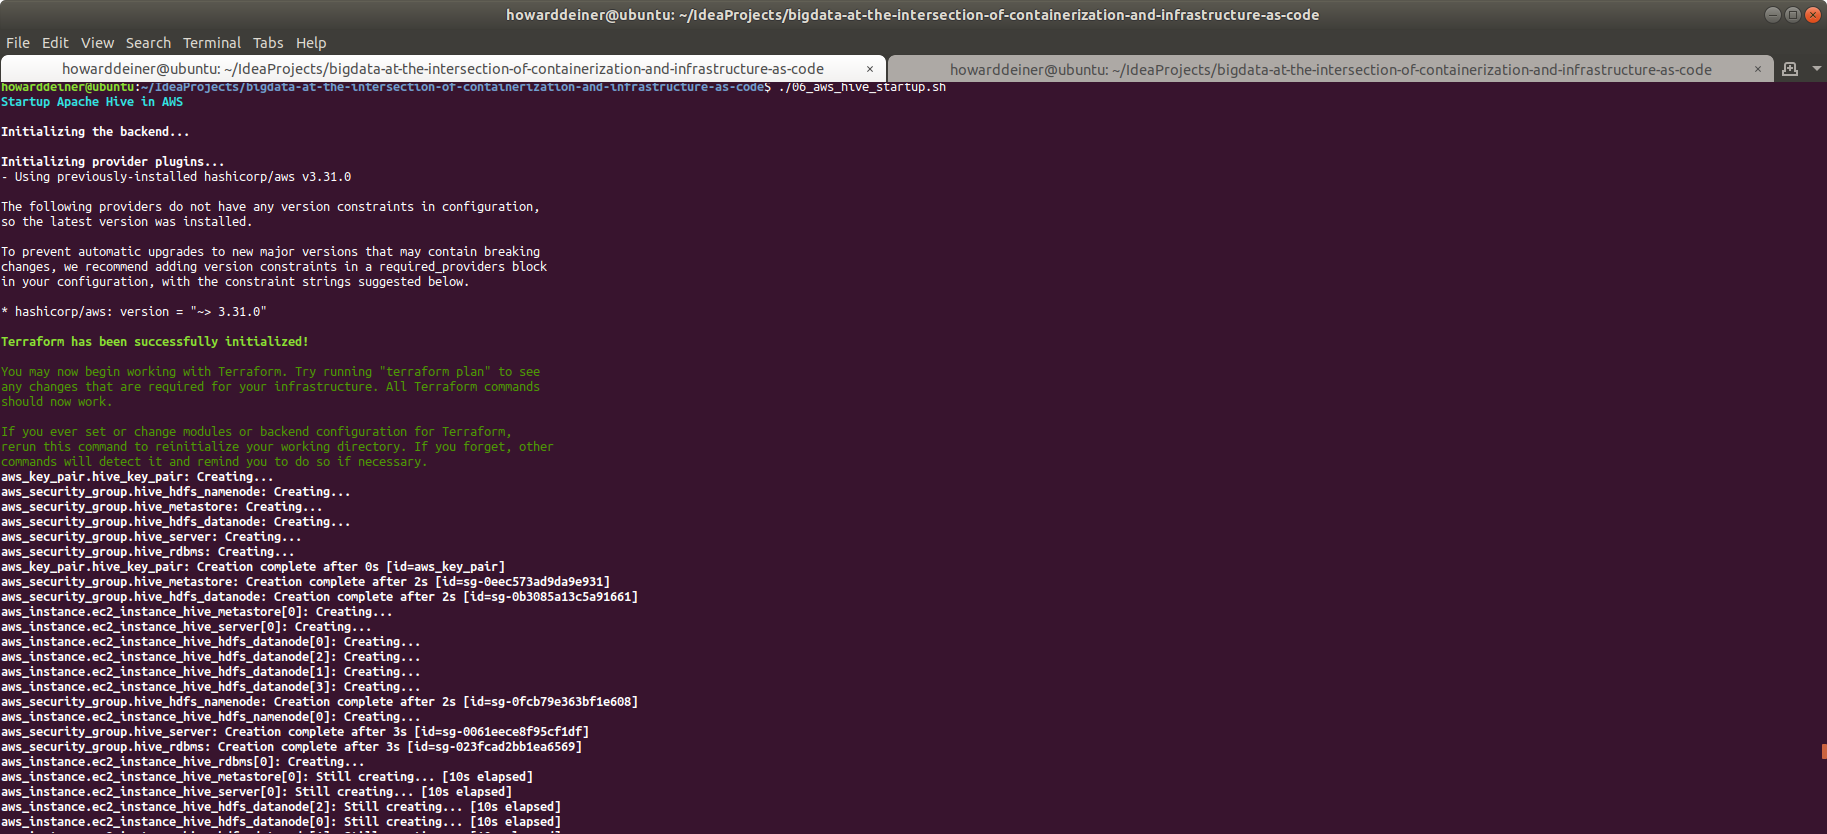 howarddeiner@ubuntu: ~/IdeaProjects/bigdata-at-the-intersection-of-containerization-and-infrastructure-as-code
File Edit View Search Terminal Tabs Help
howarddeiner@ubuntu: ~/IdeaProjects/bigdata-at-the-intersection-of-containerization-and-infrastructure-as-code × howarddeiner@ubuntu: ~/IdeaProjects/bigdata-at-the-intersection-of-containerization-and-infrastructure-as-code ×
howarddeiner@ubuntu:~/IdeaProjects/bigdata-at-the-intersection-of-containerization-and-infrastructure-as-code$ ./06_aws_hive_startup.sh
Startup Apache Hive in AWS
Initializing the backend...
Initializing provider plugins...
- Using previously-installed hashicorp/aws v3.31.0
The following providers do not have any version constraints in configuration,
so the latest version was installed.
To prevent automatic upgrades to new major versions that may contain breaking
changes, we recommend adding version constraints in a required_providers block
in your configuration, with the constraint strings suggested below.
* hashicorp/aws: version = "~> 3.31.0"
Terraform has been successfully initialized!
You may now begin working with Terraform. Try running "terraform plan" to see
any changes that are required for your infrastructure. All Terraform commands
should now work.
If you ever set or change modules or backend configuration for Terraform,
rerun this command to reinitialize your working directory. If you forget, other
commands will detect it and remind you to do so if necessary.
aws_key_pair.hive_key_pair: Creating...
aws_security_group.hive_hdfs_namenode: Creating...
aws_security_group.hive_metastore: Creating...
aws_security_group.hive_hdfs_datanode: Creating...
aws_security_group.hive_server: Creating...
aws_security_group.hive_rdbms: Creating...
aws_key_pair.hive_key_pair: Creation complete after 0s [id=aws_key_pair]
aws_security_group.hive_metastore: Creation complete after 2s [id=sg-0eec573ad9da9e931]
aws_security_group.hive_hdfs_datanode: Creation complete after 2s [id=sg-0b3085a13c5a91661]
aws_instance.ec2_instance_hive_metastore[0]: Creating...
aws_instance.ec2_instance_hive_server[0]: Creating...
aws_instance.ec2_instance_hive_hdfs_datanode[0]: Creating...
aws_instance.ec2_instance_hive_hdfs_datanode[2]: Creating...
aws_instance.ec2_instance_hive_hdfs_datanode[1]: Creating...
aws_instance.ec2_instance_hive_hdfs_datanode[3]: Creating...
aws_security_group.hive_hdfs_namenode: Creation complete after 2s [id=sg-0fcb79e363bf1e608]
aws_instance.ec2_instance_hive_hdfs_namenode[0]: Creating...
aws_security_group.hive_server: Creation complete after 3s [id=sg-0061eece8f95cf1df]
aws_security_group.hive_rdbms: Creation complete after 3s [id=sg-023fcad2bb1ea6569]
aws_instance.ec2_instance_hive_rdbms[0]: Creating...
aws_instance.ec2_instance_hive_metastore[0]: Still creating... [10s elapsed]
aws_instance.ec2_instance_hive_server[0]: Still creating... [10s elapsed]
aws_instance.ec2_instance_hive_hdfs_datanode[2]: Still creating... [10s elapsed]
aws_instance.ec2_instance_hive_hdfs_datanode[0]: Still creating... [10s elapsed]